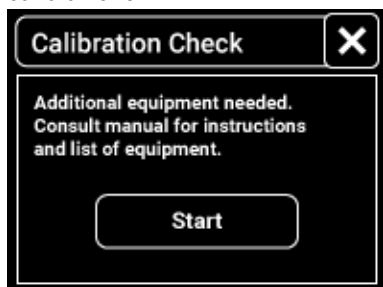 Calibration Check
Additional equipment needed.
Consult manual for instructions
and list of equipment.
Start